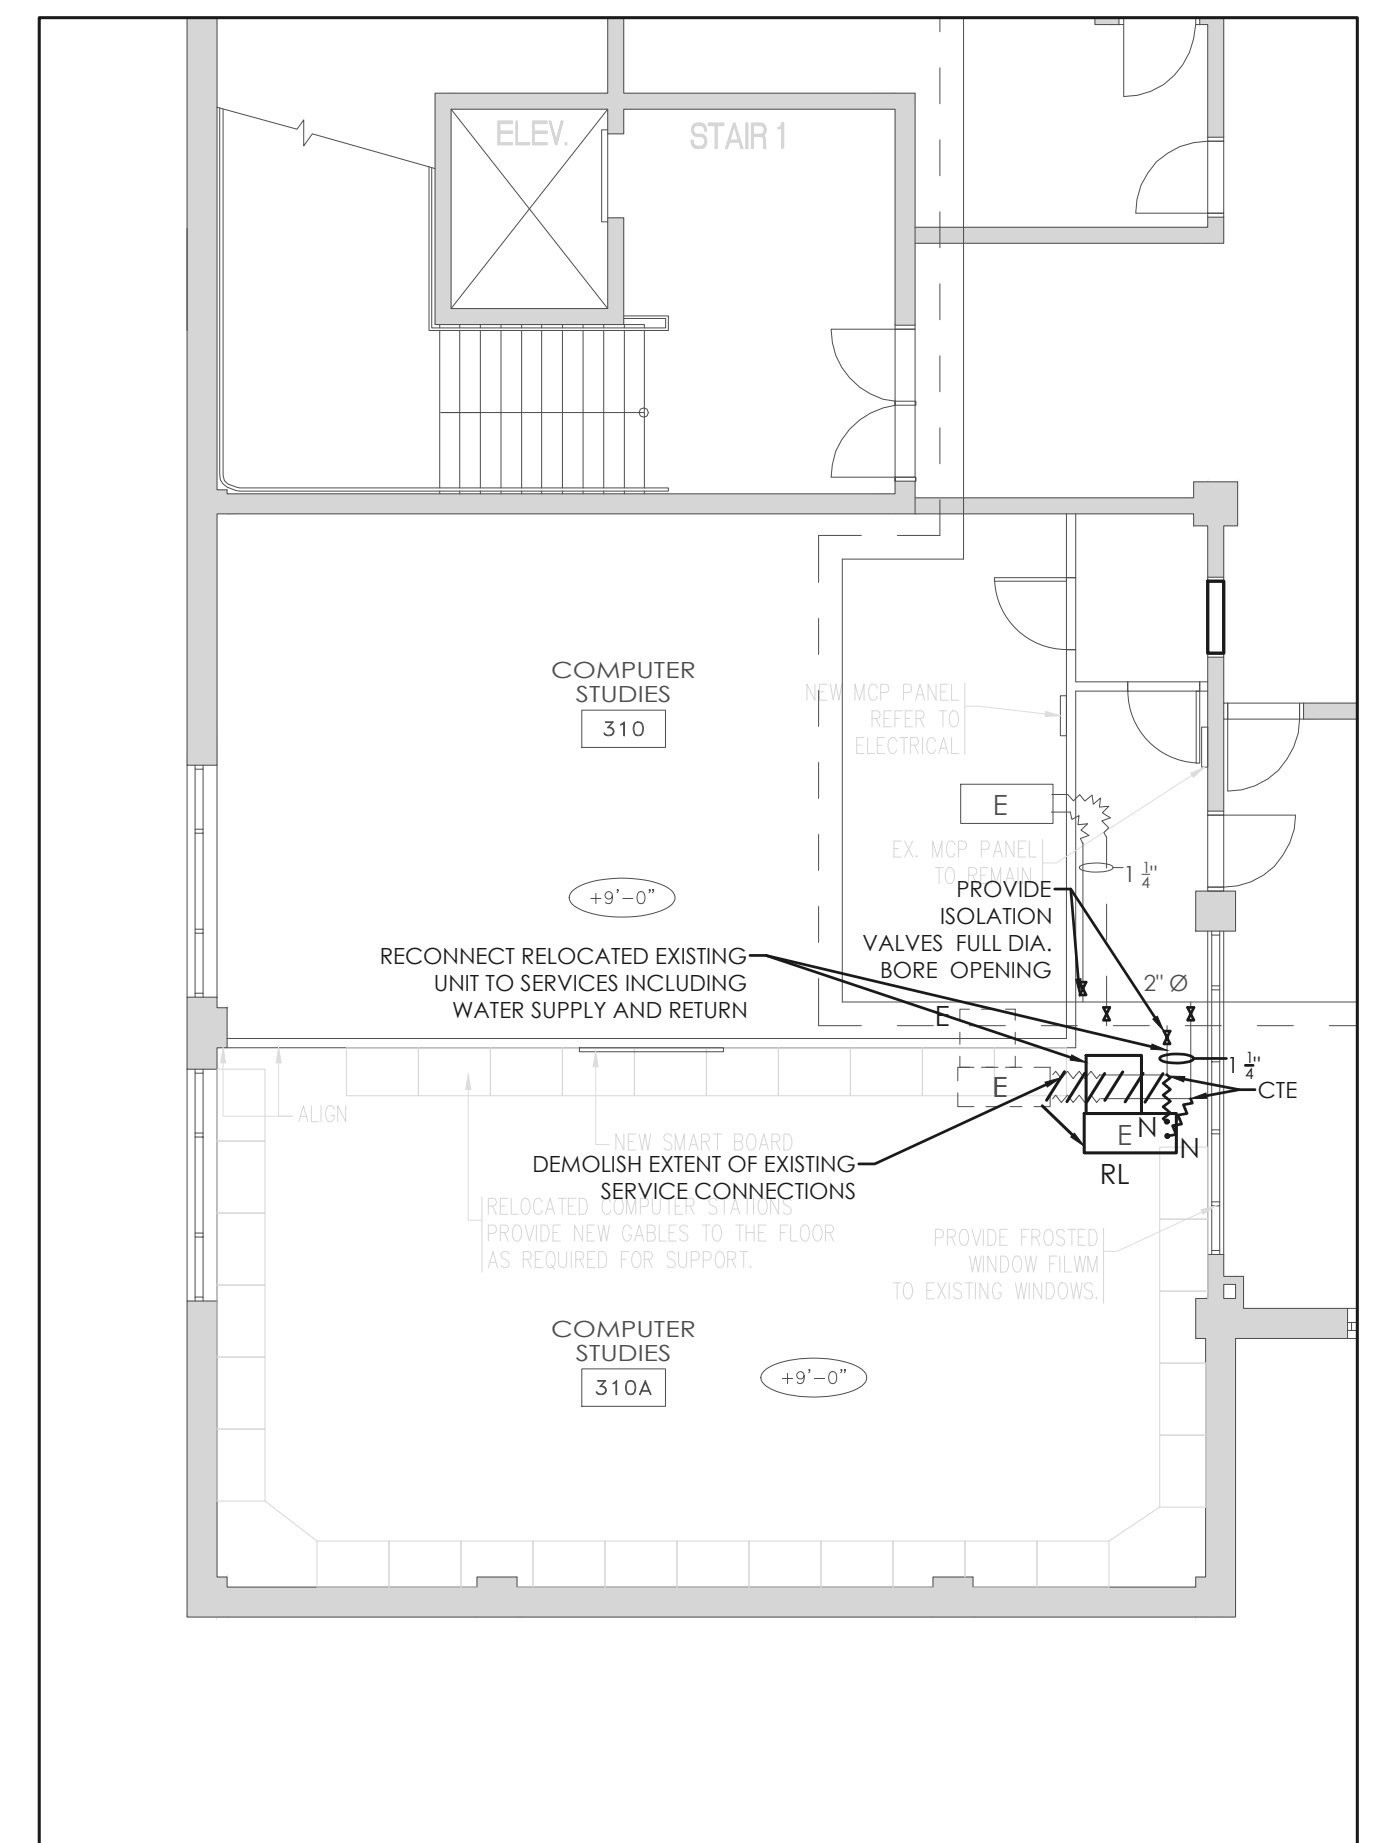 ELEV.
STAIR 1
COMPUTER
STUDIES
310
NEW MCP PANEL
REFER TO
ELECTRICAL
E
EX. MCP PANEL
TO REMAIN
1 1/4"
+9'-0"
PROVIDE
ISOLATION
VALVES FULL DIA.
BORE OPENING
RECONNECT RELOCATED EXISTING
UNIT TO SERVICES INCLUDING
WATER SUPPLY AND RETURN
2" Ø
E
1 1/4"
E
CTE
ALIGN
NEW SMART BOARD
E
N
N
RL
DEMOLISH EXTENT OF EXISTING
SERVICE CONNECTIONS
RELOCATED COMPUTER STATIONS
PROVIDE NEW GABLES TO THE FLOOR
AS REQUIRED FOR SUPPORT.
PROVIDE FROSTED
WINDOW FILWM
TO EXISTING WINDOWS.
COMPUTER
STUDIES
310A
+9'-0"